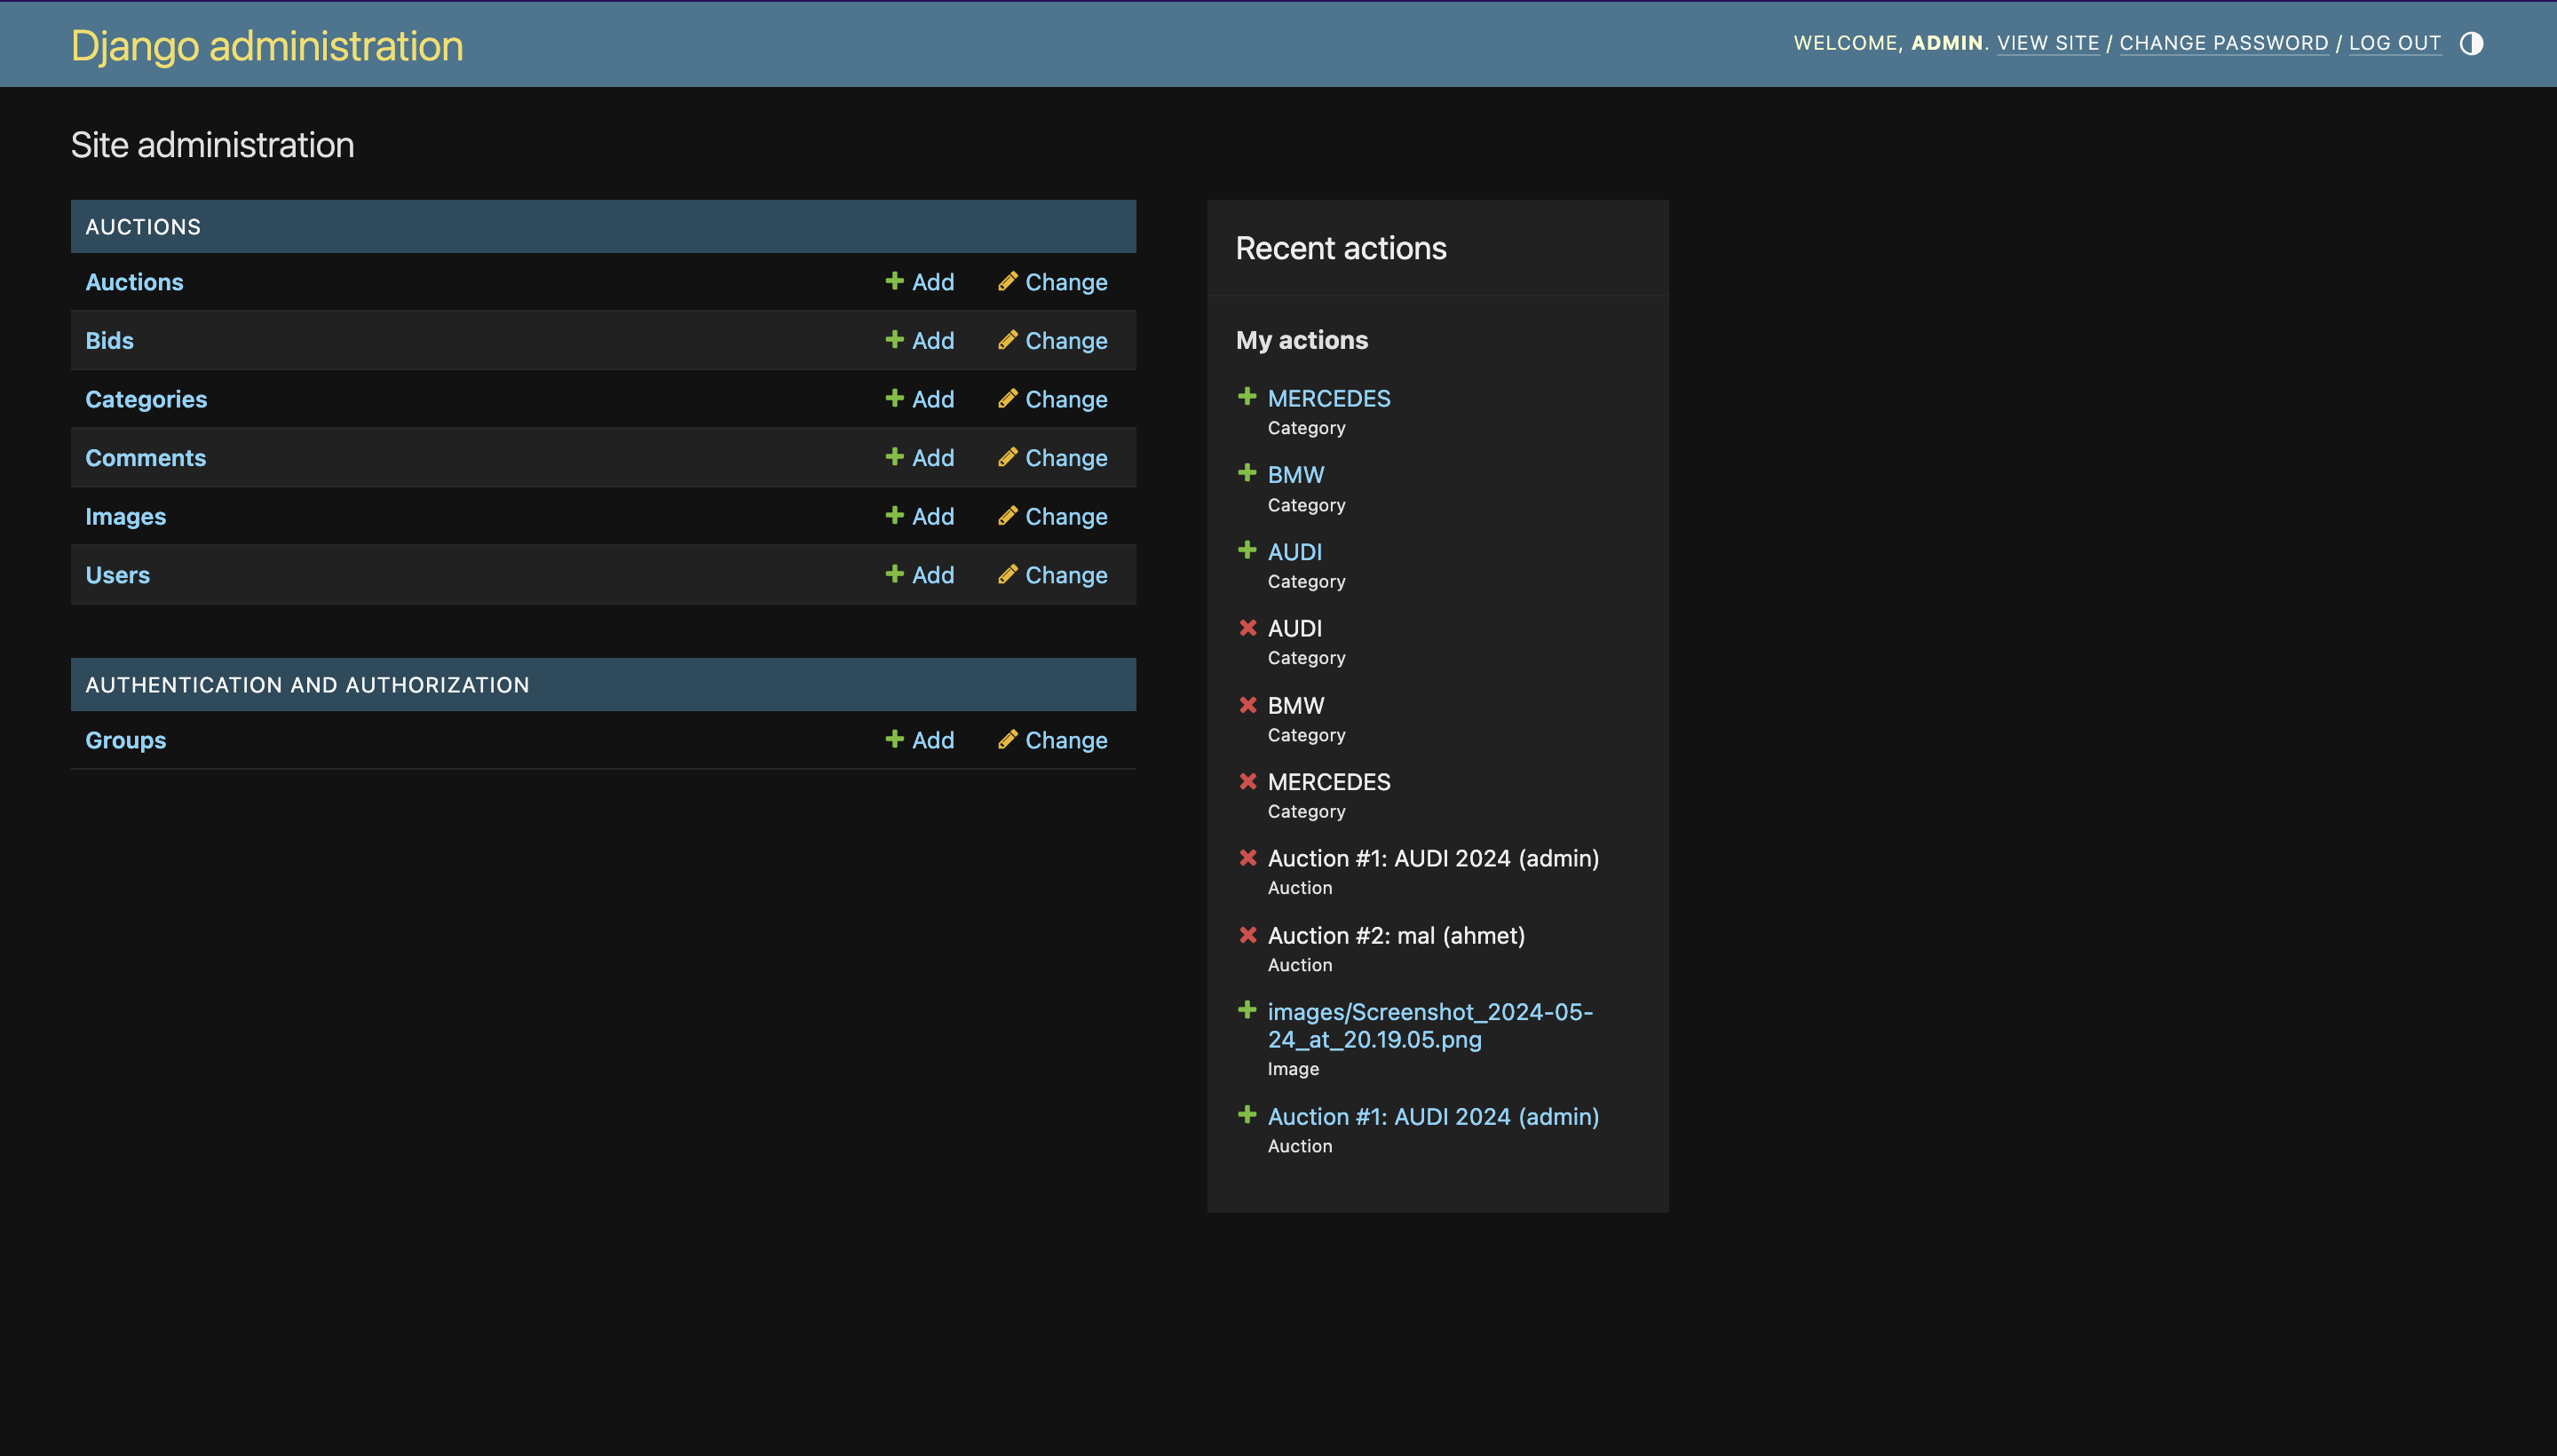 Django administration
WELCOME, ADMIN. VIEW SITE / CHANGE PASSWORD / LOG OUT
Site administration
AUCTIONS
Auctions Add Change
Bids Add Change
Categories Add Change
Comments Add Change
Images Add Change
Users Add Change
AUTHENTICATION AND AUTHORIZATION
Groups Add Change
Recent actions
My actions
MERCEDES
Category
BMW
Category
AUDI
Category
AUDI
Category
BMW
Category
MERCEDES
Category
Auction #1: AUDI 2024 (admin)
Auction
Auction #2: mal (ahmet)
Auction
images/Screenshot_2024-05-
24_at_20.19.05.png
Image
Auction #1: AUDI 2024 (admin)
Auction